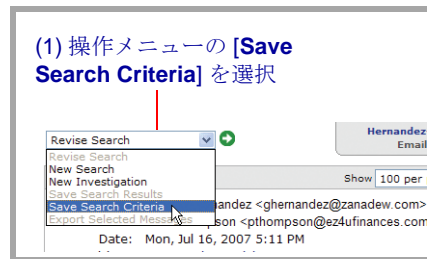 (1) 操作メニューの [Save
Search Criteria] を選択
Revise Search
Hernandez
Email
Revise Search
New Search
New Investigation
Save Search Results
Save Search Criteria
Export Selected Messages
Show 100 per
andez <ghernandez@zanadew.com>
son <pthompson@ez4ufinances.com
Date: Mon, Jul 16, 2007 5:11 PM